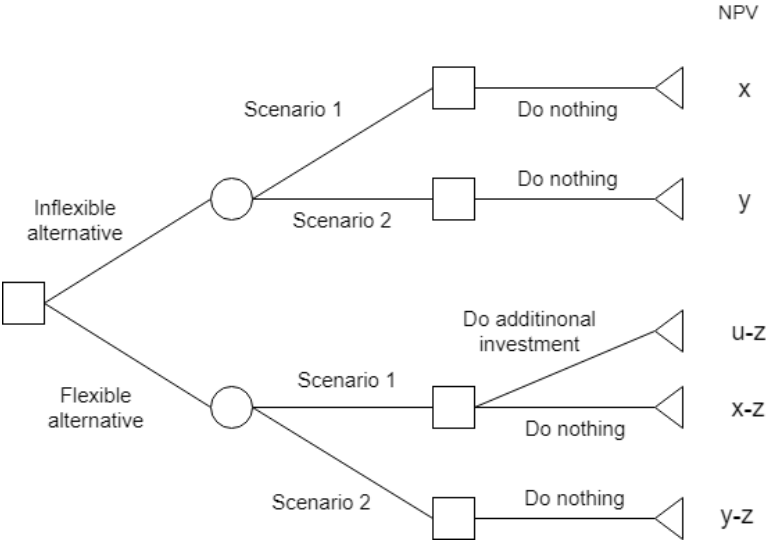 NPV
Scenario 1
Do nothing
x
Inflexible
alternative
Scenario 2
Do nothing
y
Do additinonal
investment
u-z
Flexible
alternative
Scenario 1
Do nothing
x-z
Scenario 2
Do nothing
y-z